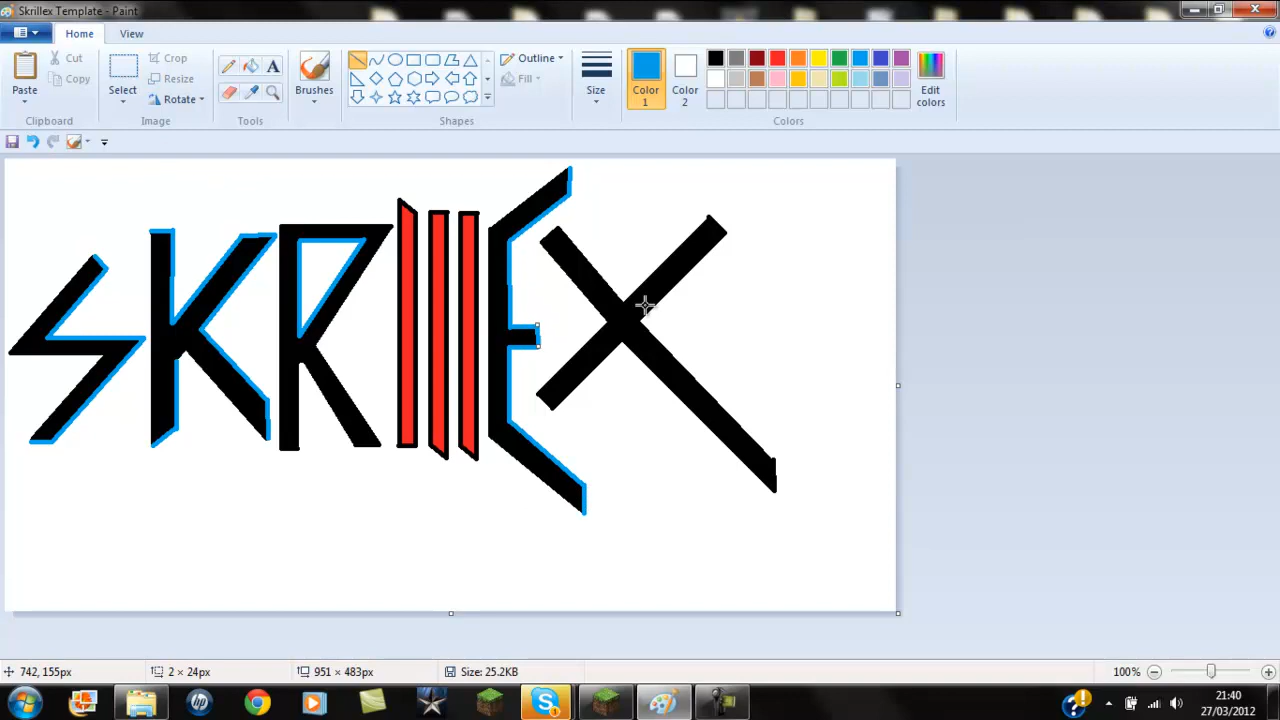 Skrillex Template - Paint
Home View
Paste
Cut
Copy
Clipboard
Select
Crop
Resize
Rotate
Image
A
Tools
Brushes
Outline
Fill
Shapes
Size
Color 1
Color 2
Edit colors
Colors
SKRIIIEX
742, 155px
2 × 24px
951 × 483px
Size: 25.2KB
100%
21:40
27/03/2012